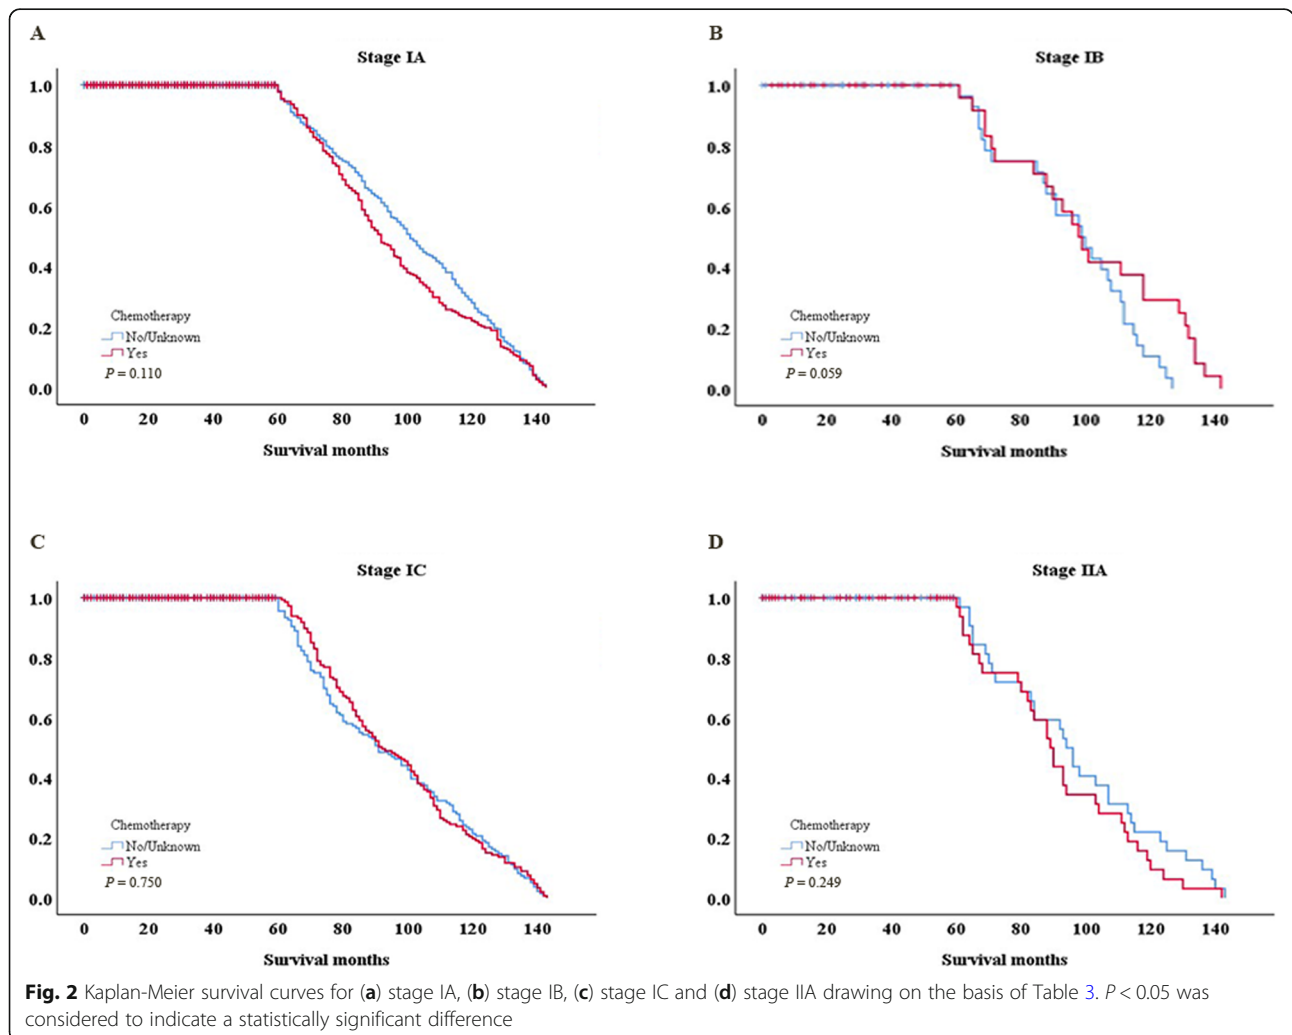 A
Stage IA
1.0
0.8
0.6
0.4
0.2
0.0
Chemotherapy
No/Unknown
Yes
P = 0.110
0 20 40 60 80 100 120 140
Survival months
B
Stage IB
1.0
0.8
0.6
0.4
0.2
0.0
Chemotherapy
No/Unknown
Yes
P = 0.059
0 20 40 60 80 100 120 140
Survival months
C
Stage IC
1.0
0.8
0.6
0.4
0.2
0.0
Chemotherapy
No/Unknown
Yes
P = 0.750
0 20 40 60 80 100 120 140
Survival months
D
Stage IIA
1.0
0.8
0.6
0.4
0.2
0.0
Chemotherapy
No/Unknown
Yes
P = 0.249
0 20 40 60 80 100 120 140
Survival months
Fig. 2 Kaplan-Meier survival curves for (a) stage IA, (b) stage IB, (c) stage IC and (d) stage IIA drawing on the basis of Table 3. P < 0.05 was
considered to indicate a statistically significant difference